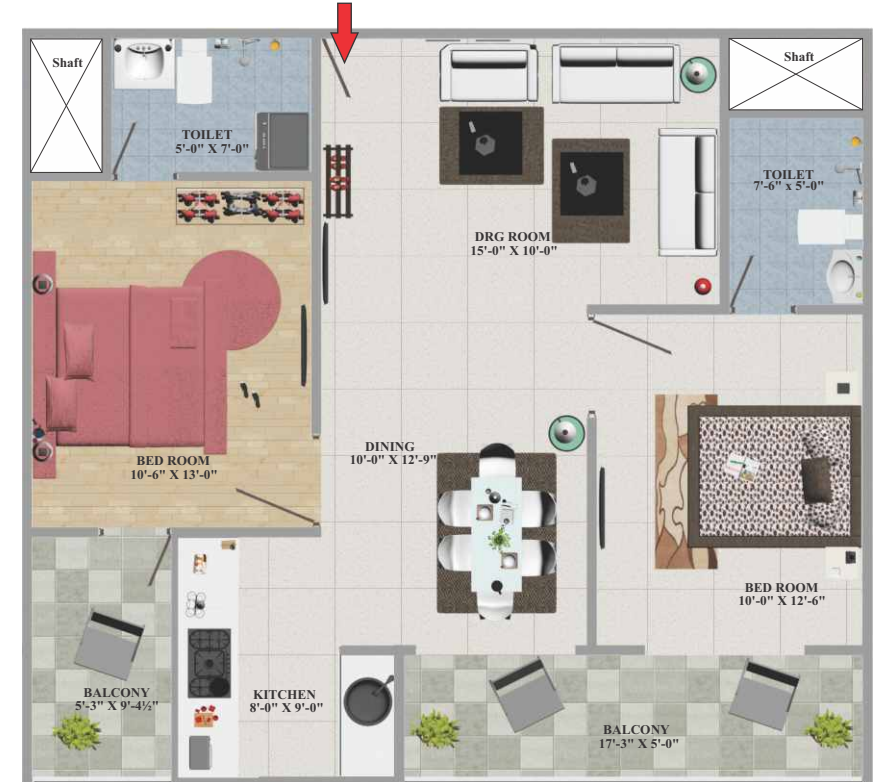 Shaft
TOILET
5'-0" X 7'-0"
Shaft
TOILET
7'-6" x 5'-0"
DRG ROOM
15'-0" X 10'-0"
DINING
10'-0" X 12'-9"
BED ROOM
10'-6" X 13'-0"
BED ROOM
10'-0" X 12'-6"
BALCONY
5'-3" X 9'-4½"
KITCHEN
8'-0" X 9'-0"
BALCONY
17'-3" X 5'-0"